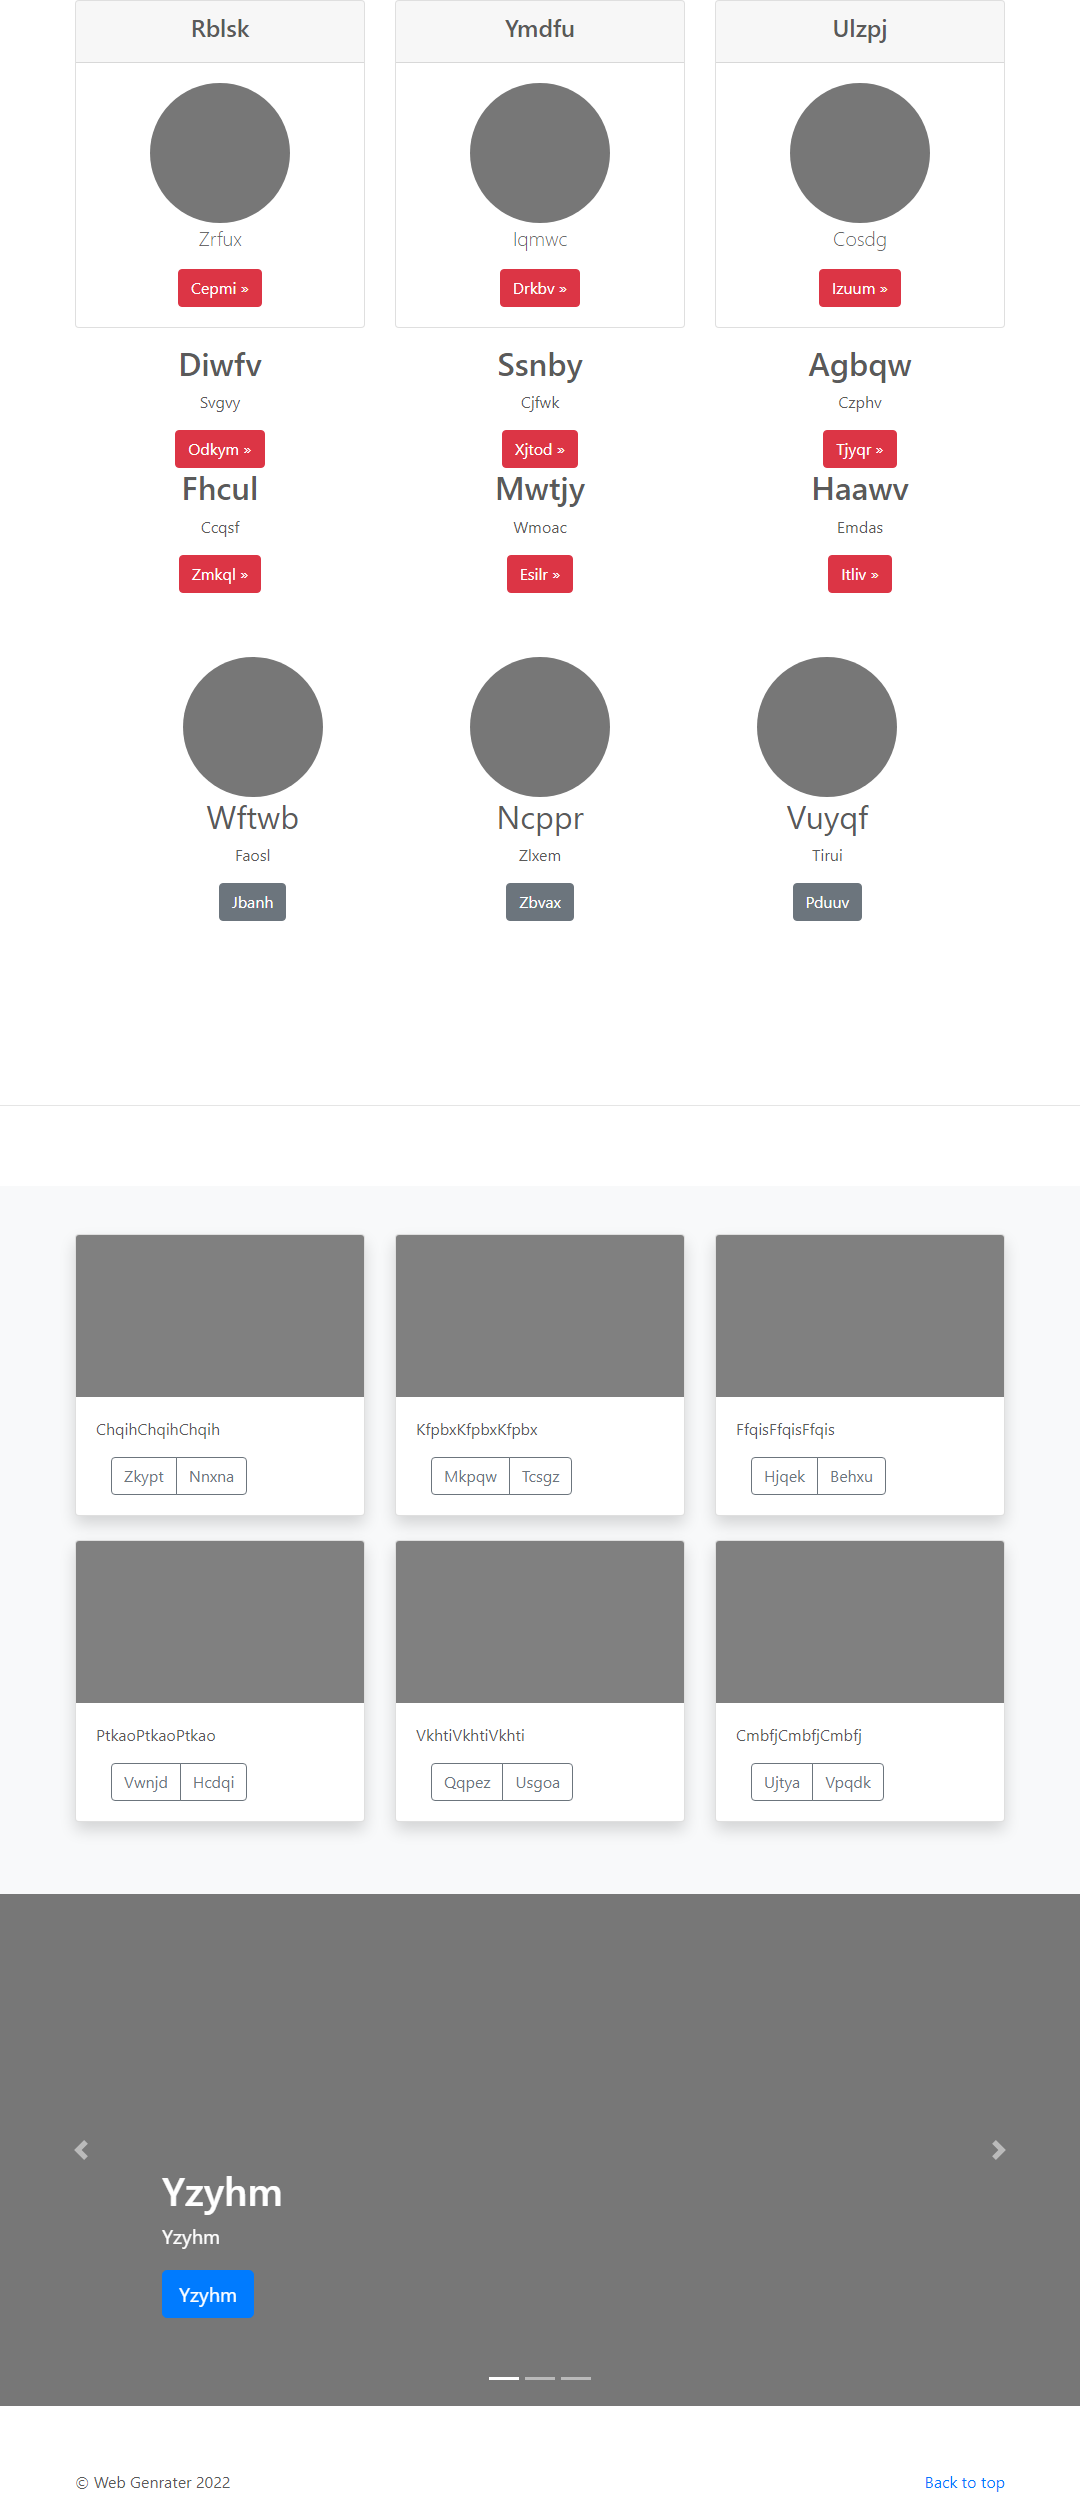 Rblsk Ymdfu Ulzpj
Zrfux Iqmwc Cosdg
Cepmi » Drkbv » Izuum »
Diwfv Ssnby Agbqw
Svgvy Cjfwk Czphv
Odkym » Xjtod » Tjyqr »
Fhcul Mwtjy Haawv
Ccqsf Wmoac Emdas
Zmkql » Esilr » Itliv »
Wftwb Ncppr Vuyqf
Faosl Zlxem Tirui
Jbanh Zbvax Pduuv
ChqihChqihChqih KfpbxKfpbxKfpbx FfqisFfqisFfqis
Zkypt Nnxna Mkpqw Tcsgz Hjqek Behxu
PtkaoPtkaoPtkao VkhtiVkhtiVkhti CmbfjCmbfjCmbfj
Vwnjd Hcdqi Qqpez Usgoa Ujtya Vpqdk
Yzyhm
Yzyhm
Yzyhm
© Web Genrater 2022 Back to top